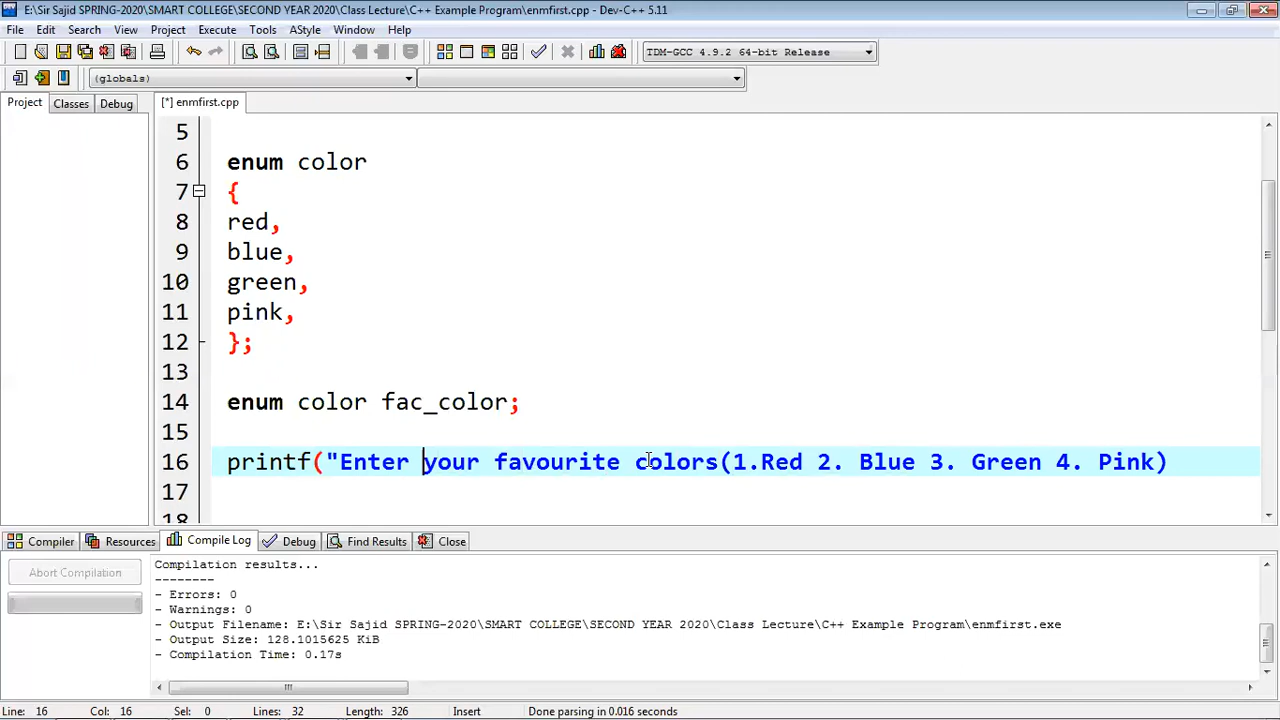 E:\Sir Sajid SPRING-2020\SMART COLLEGE\SECOND YEAR 2020\Class Lecture\C++ Example Program\enmfirst.cpp - Dev-C++ 5.11
File Edit Search View Project Execute Tools AStyle Window Help
TDM-GCC 4.9.2 64-bit Release
(globals)
Project Classes Debug [*] enmfirst.cpp
5
6 enum color
7 {
8 red,
9 blue,
10 green,
11 pink,
12 };
13
14 enum color fac_color;
15
16 printf("Enter your favourite colors(1.Red 2. Blue 3. Green 4. Pink)
17
18
Compiler Resources Compile Log Debug Find Results Close
Abort Compilation
Compilation results...
--------
- Errors: 0
- Warnings: 0
- Output Filename: E:\Sir Sajid SPRING-2020\SMART COLLEGE\SECOND YEAR 2020\Class Lecture\C++ Example Program\enmfirst.exe
- Output Size: 128.1015625 KiB
- Compilation Time: 0.17s
Line: 16 Col: 16 Sel: 0 Lines: 32 Length: 326 Insert Done parsing in 0.016 seconds